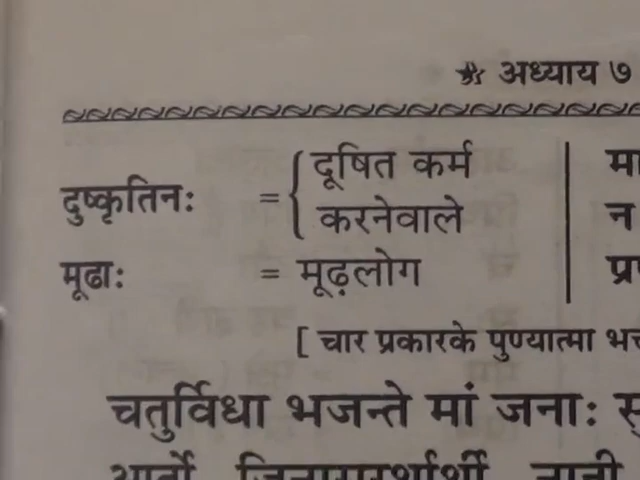 अध्याय ७
दुष्कृतिनः = { दूषित कर्म
करनेवाले
मूढाः = मूढ़लोग
न
[ चार प्रकारके पुण्यात्मा
चतुर्विधा भजन्ते मां जनाः